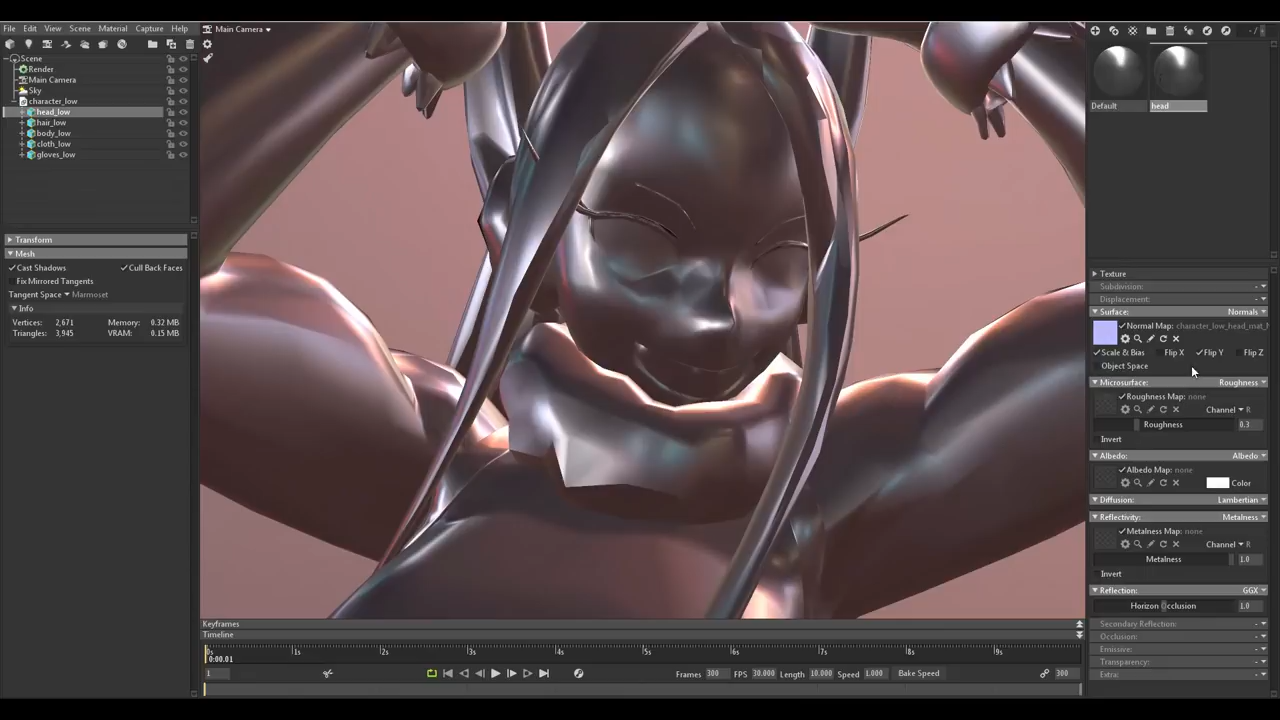 File Edit View Scene Material Capture Help
Main Camera
Scene
Render
Main Camera
Sky
character_low
head_low
hair_low
body_low
cloth_low
gloves_low
Transform
Mesh
Cast Shadows Cull Back Faces
Fix Mirrored Tangents
Tangent Space Marmoset
Info
Vertices: 2,671 Memory: 0.32 MB
Triangles: 3,945 VRAM: 0.15 MB
Keyframes
Timeline
0s 1s 2s 3s 4s 5s 6s 7s 8s 9s
0:00.01
1 Frames 300 FPS 30.000 Length 10.000 Speed 1.000 Bake Speed 300
Default head
Texture
Subdivision:
Displacement:
Surface: Normals
Normal Map: character_low_head_mat_N
Scale & Bias Flip X Flip Y Flip Z
Object Space
Microsurface: Roughness
Roughness Map: none
Channel R
Roughness 0.3
Invert
Albedo: Albedo
Albedo Map: none
Color
Diffusion: Lambertian
Reflectivity: Metalness
Metalness Map: none
Channel R
Metalness 1.0
Invert
Reflection: GGX
Horizon Occlusion 1.0
Secondary Reflection:
Occlusion:
Emissive:
Transparency:
Extra: